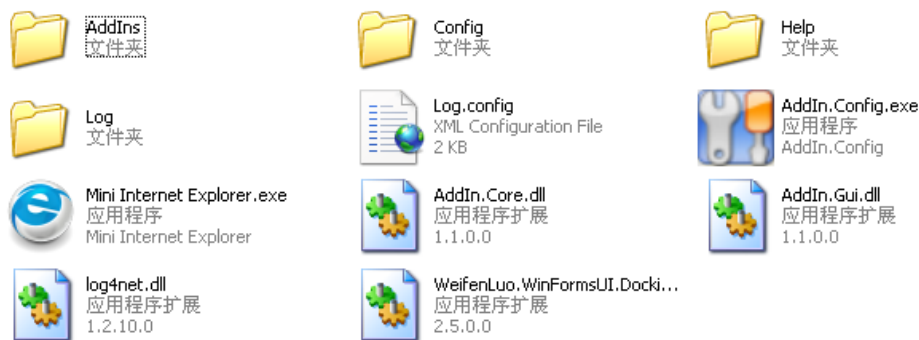 AddIns
文件夹
Config
文件夹
Help
文件夹
Log
文件夹
Log.config
XML Configuration File
2 KB
AddIn.Config.exe
应用程序
AddIn.Config
Mini Internet Explorer.exe
应用程序
Mini Internet Explorer
AddIn.Core.dll
应用程序扩展
1.1.0.0
AddIn.Gui.dll
应用程序扩展
1.1.0.0
log4net.dll
应用程序扩展
1.2.10.0
WeifenLuo.WinFormsUI.Docki...
应用程序扩展
2.5.0.0